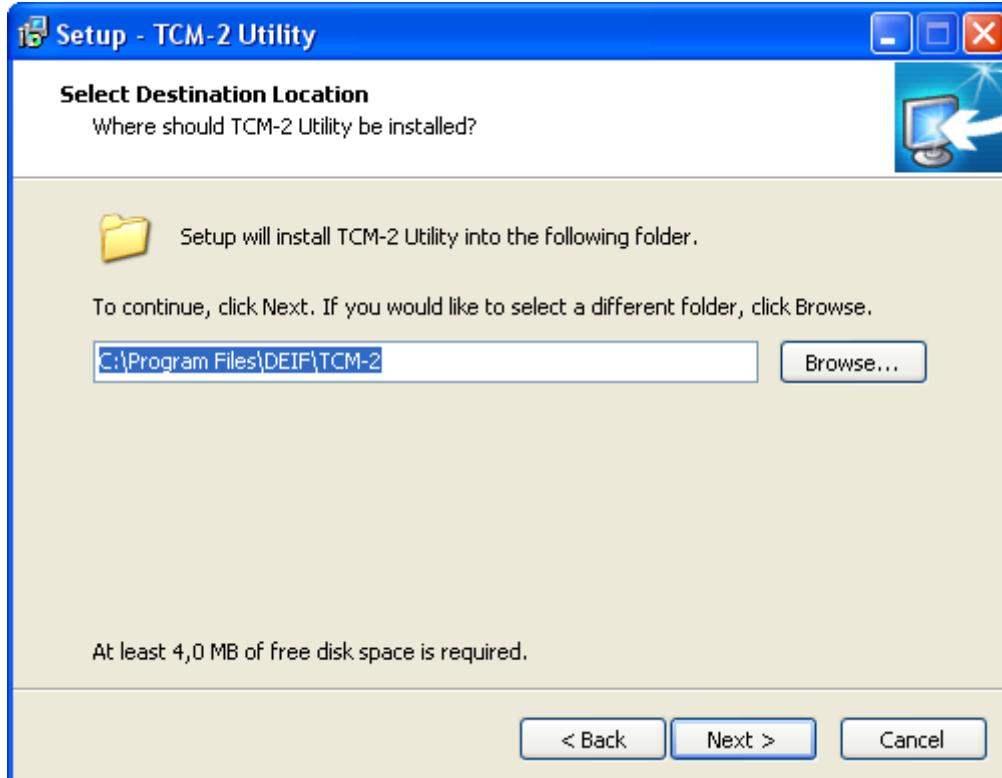 Setup - TCM-2 Utility
Select Destination Location
Where should TCM-2 Utility be installed?
Setup will install TCM-2 Utility into the following folder.
To continue, click Next. If you would like to select a different folder, click Browse.
C:\Program Files\DEIF\TCM-2
Browse...
At least 4,0 MB of free disk space is required.
< Back
Next >
Cancel